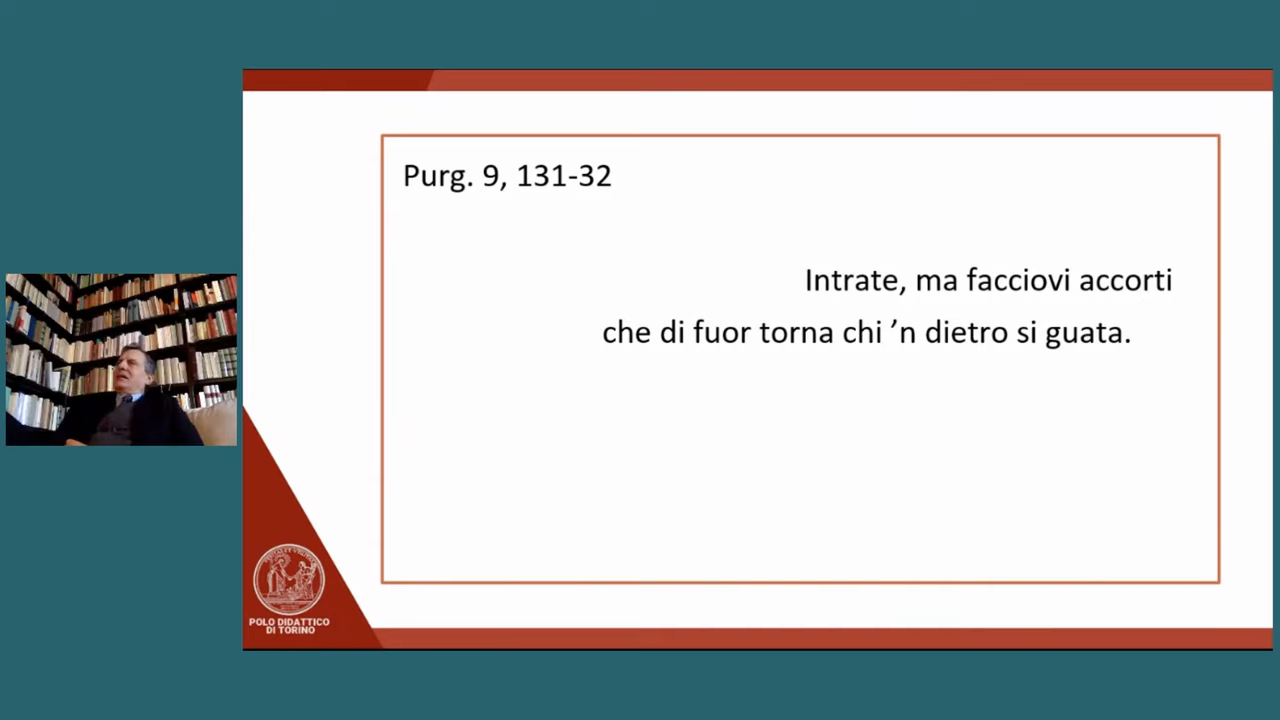 Purg. 9, 131-32
Intrate, ma facciovi accorti
che di fuor torna chi ’n dietro si guata.
POLO DIDATTICO
DI TORINO